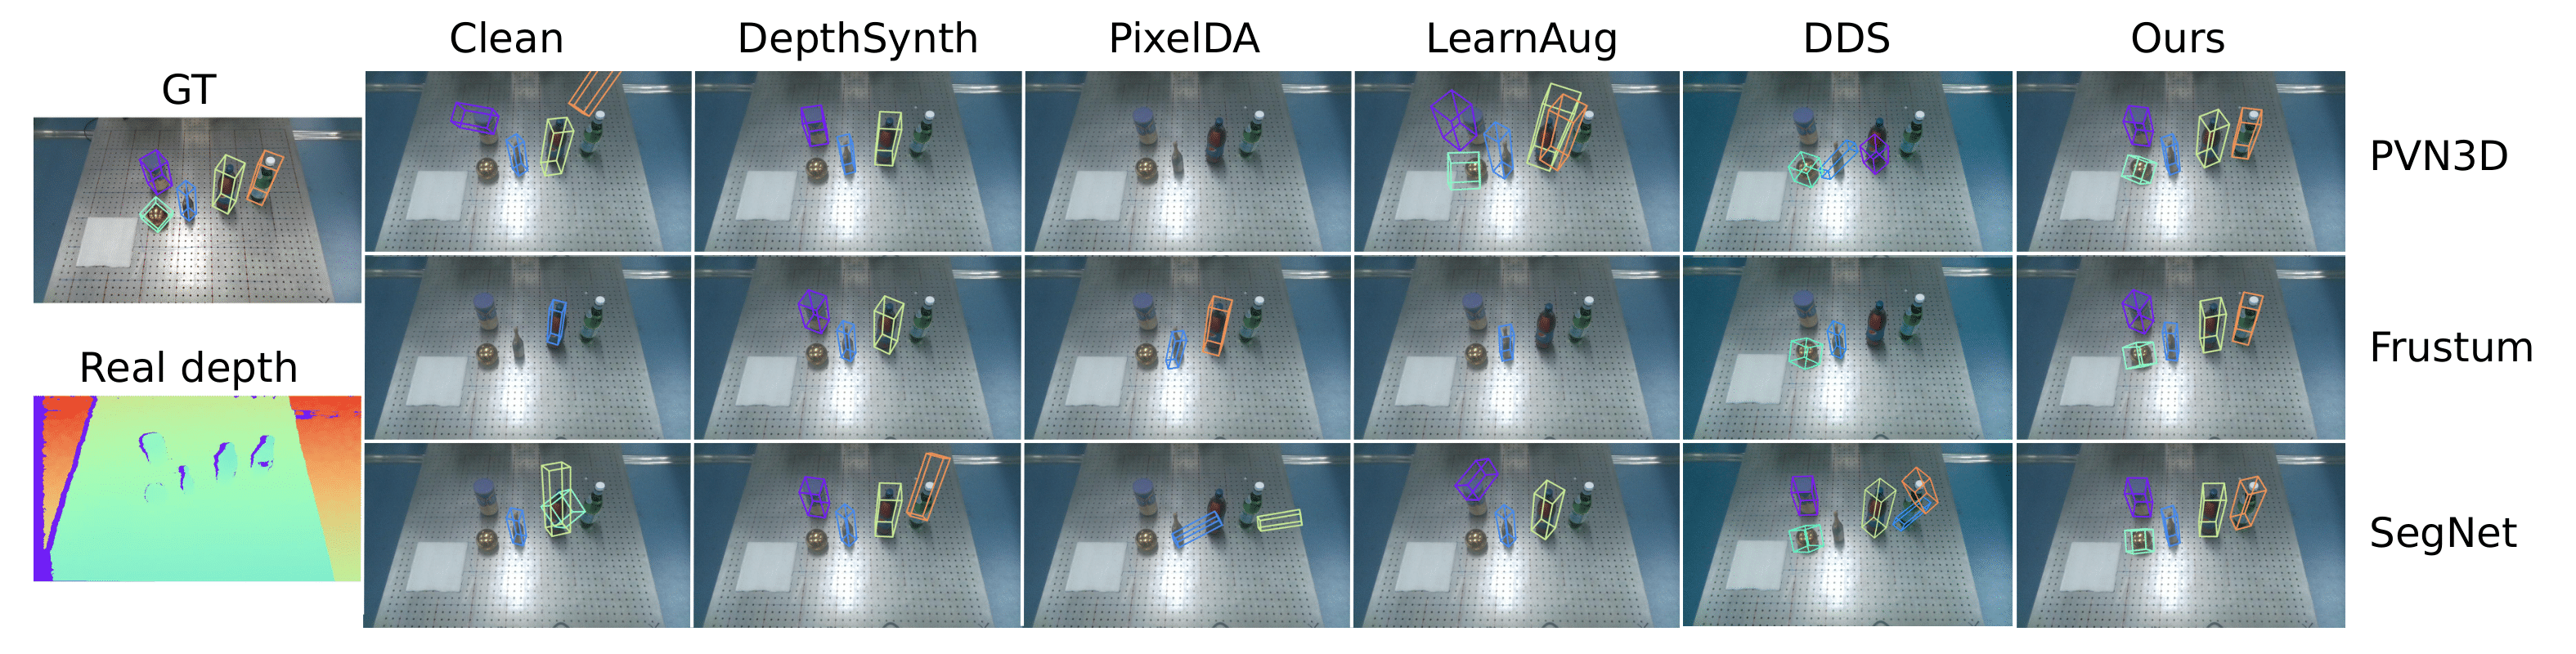 Clean DepthSynth PixelDA LearnAug DDS Ours
GT
PVN3D
Real depth
Frustum
SegNet